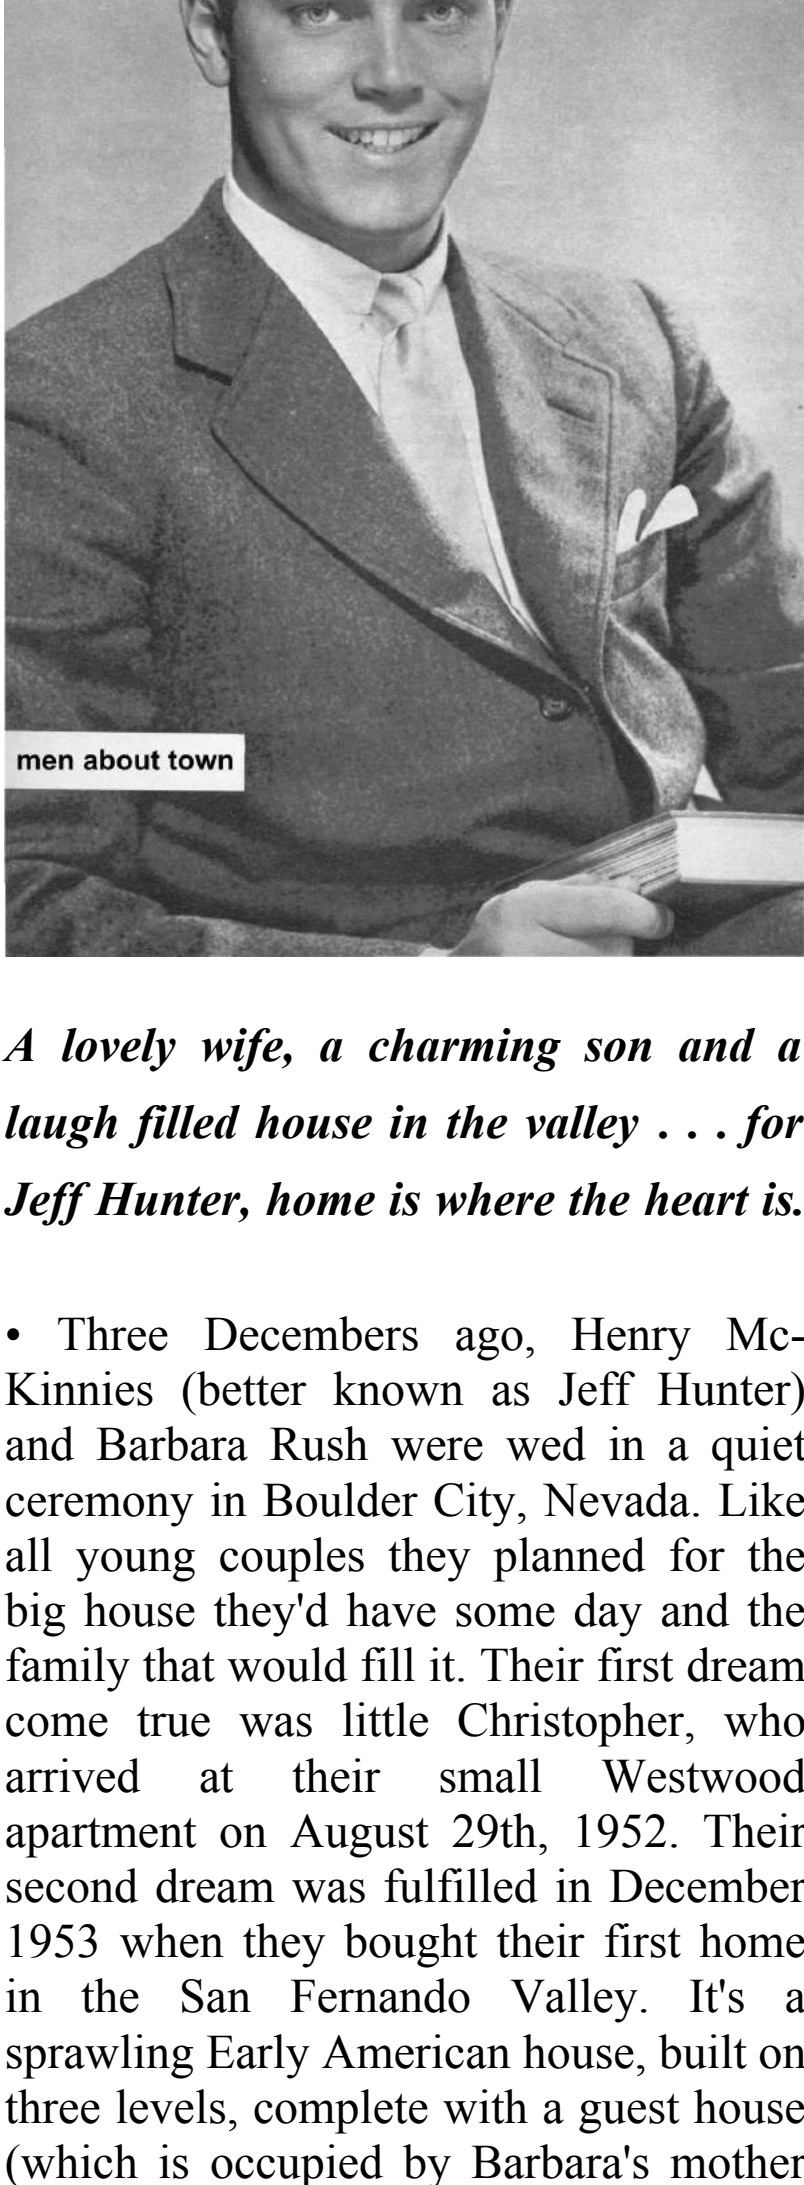 men about town
A lovely wife, a charming son and a
laugh filled house in the valley . . . for
Jeff Hunter, home is where the heart is.
• Three Decembers ago, Henry Mc-
Kinnies (better known as Jeff Hunter)
and Barbara Rush were wed in a quiet
ceremony in Boulder City, Nevada. Like
all young couples they planned for the
big house they'd have some day and the
family that would fill it. Their first dream
come true was little Christopher, who
arrived at their small Westwood
apartment on August 29th, 1952. Their
second dream was fulfilled in December
1953 when they bought their first home
in the San Fernando Valley. It's a
sprawling Early American house, built on
three levels, complete with a guest house
(which is occupied by Barbara's mother